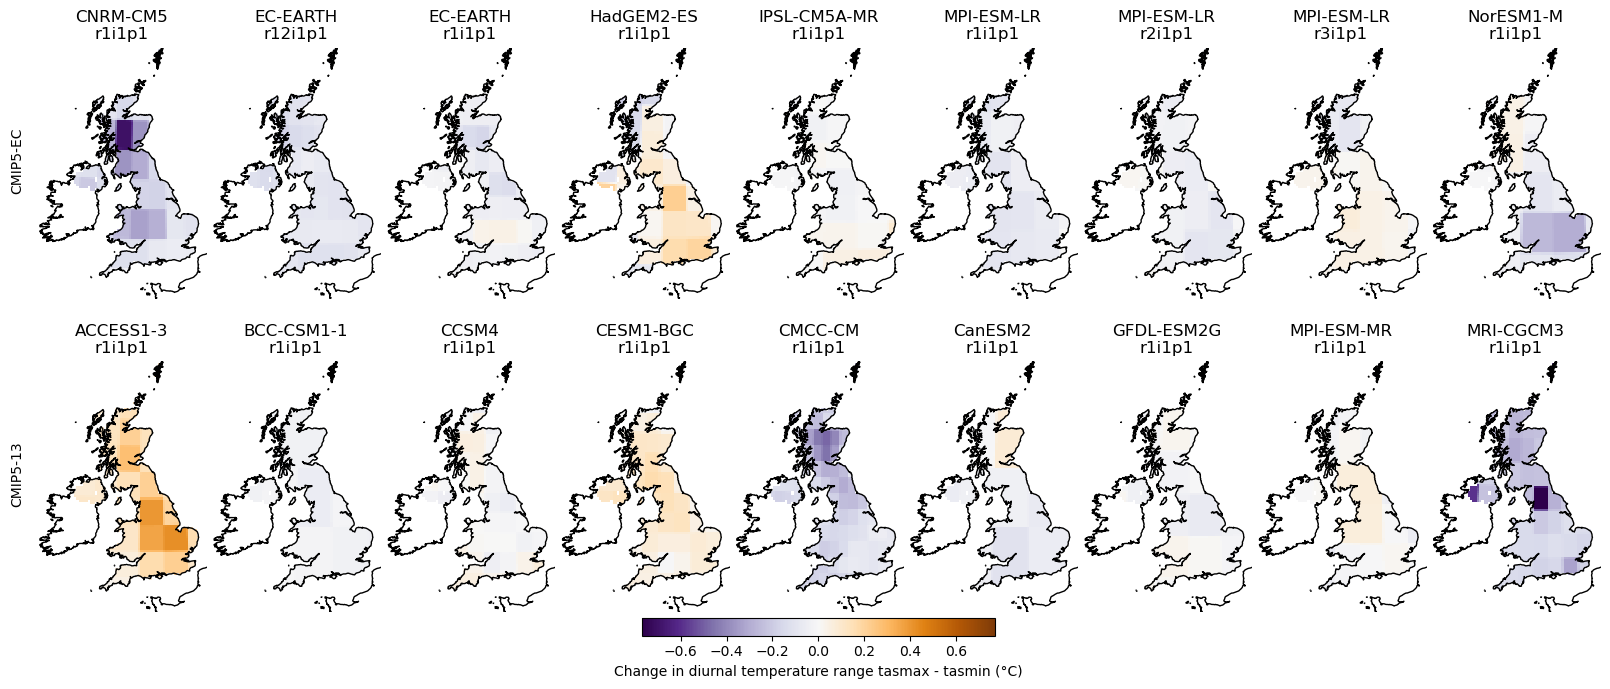 CNRM-CM5 EC-EARTH EC-EARTH HadGEM2-ES IPSL-CM5A-MR MPI-ESM-LR MPI-ESM-LR MPI-ESM-LR NorESM1-M
r1i1p1 r12i1p1 r1i1p1 r1i1p1 r1i1p1 r1i1p1 r2i1p1 r3i1p1 r1i1p1
CMIP5-EC
ACCESS1-3 BCC-CSM1-1 CCSM4 CESM1-BGC CMCC-CM CanESM2 GFDL-ESM2G MPI-ESM-MR MRI-CGCM3
r1i1p1 r1i1p1 r1i1p1 r1i1p1 r1i1p1 r1i1p1 r1i1p1 r1i1p1 r1i1p1
CMIP5-13
−0.6 −0.4 −0.2 0.0 0.2 0.4 0.6
Change in diurnal temperature range tasmax - tasmin (°C)